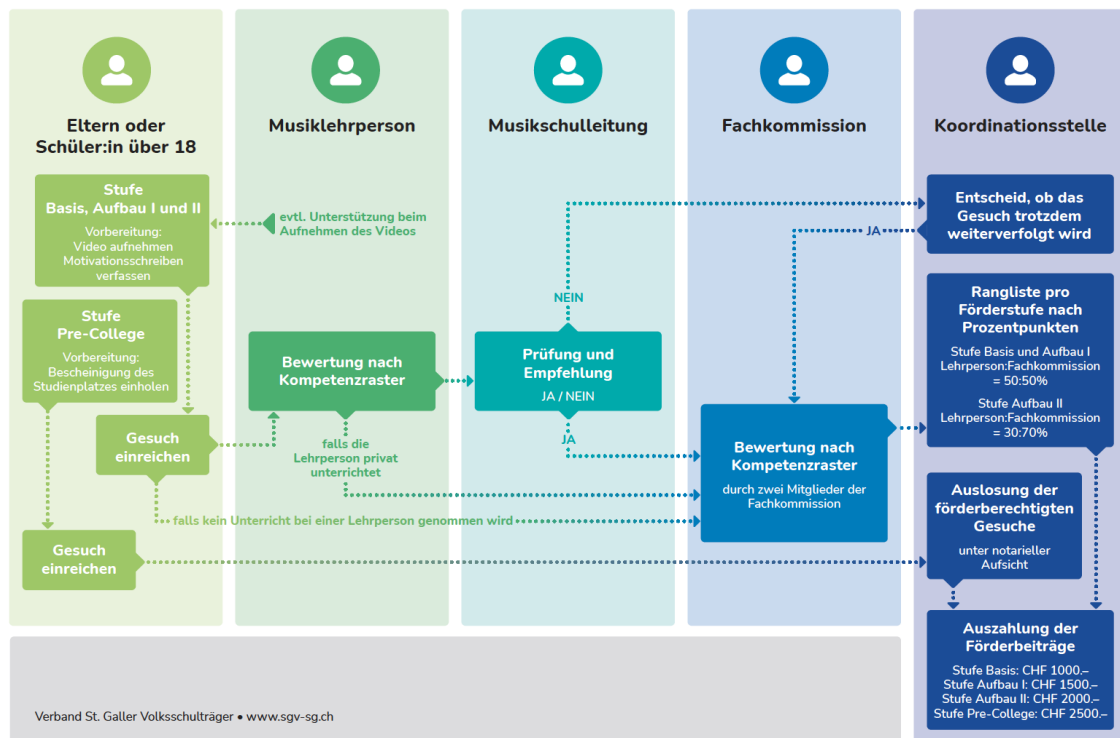 Eltern oder
Schüler:in über 18
Musiklehrperson
Musikschulleitung
Fachkommission
Koordinationsstelle
Stufe
Basis, Aufbau I und II
Vorbereitung:
Video aufnehmen
Motivationsschreiben
verfassen
evtl. Unterstützung beim
Aufnehmen des Videos
Entscheid, ob das
Gesuch trotzdem
weiterverfolgt wird
JA
NEIN
Stufe
Pre-College
Vorbereitung:
Bescheinigung des
Studienplatzes einholen
Bewertung nach
Kompetenzraster
Prüfung und
Empfehlung
JA / NEIN
Rangliste pro
Förderstufe nach
Prozentpunkten
Stufe Basis und Aufbau I
Lehrperson:Fachkommission
= 50:50%
Stufe Aufbau II
Lehrperson:Fachkommission
= 30:70%
Gesuch
einreichen
falls die
Lehrperson privat
unterrichtet
JA
Bewertung nach
Kompetenzraster
durch zwei Mitglieder der
Fachkommission
falls kein Unterricht bei einer Lehrperson genommen wird
Auslosung der
förderberechtigten
Gesuche
unter notarieller
Aufsicht
Gesuch
einreichen
Auszahlung der
Förderbeiträge
Stufe Basis: CHF 1000.–
Stufe Aufbau I: CHF 1500.–
Stufe Aufbau II: CHF 2000.–
Stufe Pre-College: CHF 2500.–
Verband St. Galler Volksschulträger • www.sgv-sg.ch